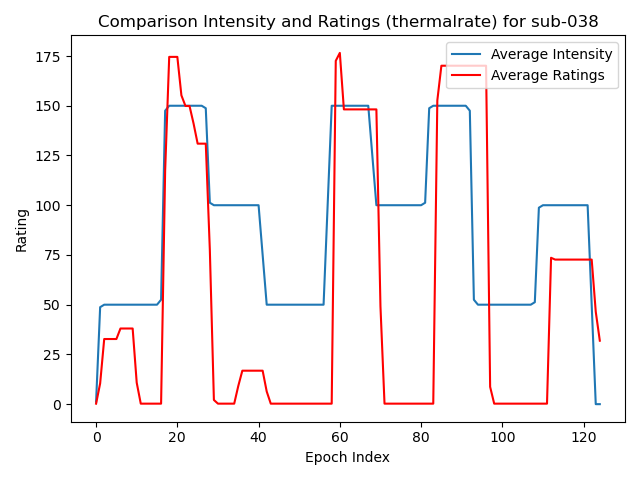 Comparison Intensity and Ratings (thermalrate) for sub-038
Average Intensity
Average Ratings
Rating
175
150
125
100
75
50
25
0
0 20 40 60 80 100 120
Epoch Index